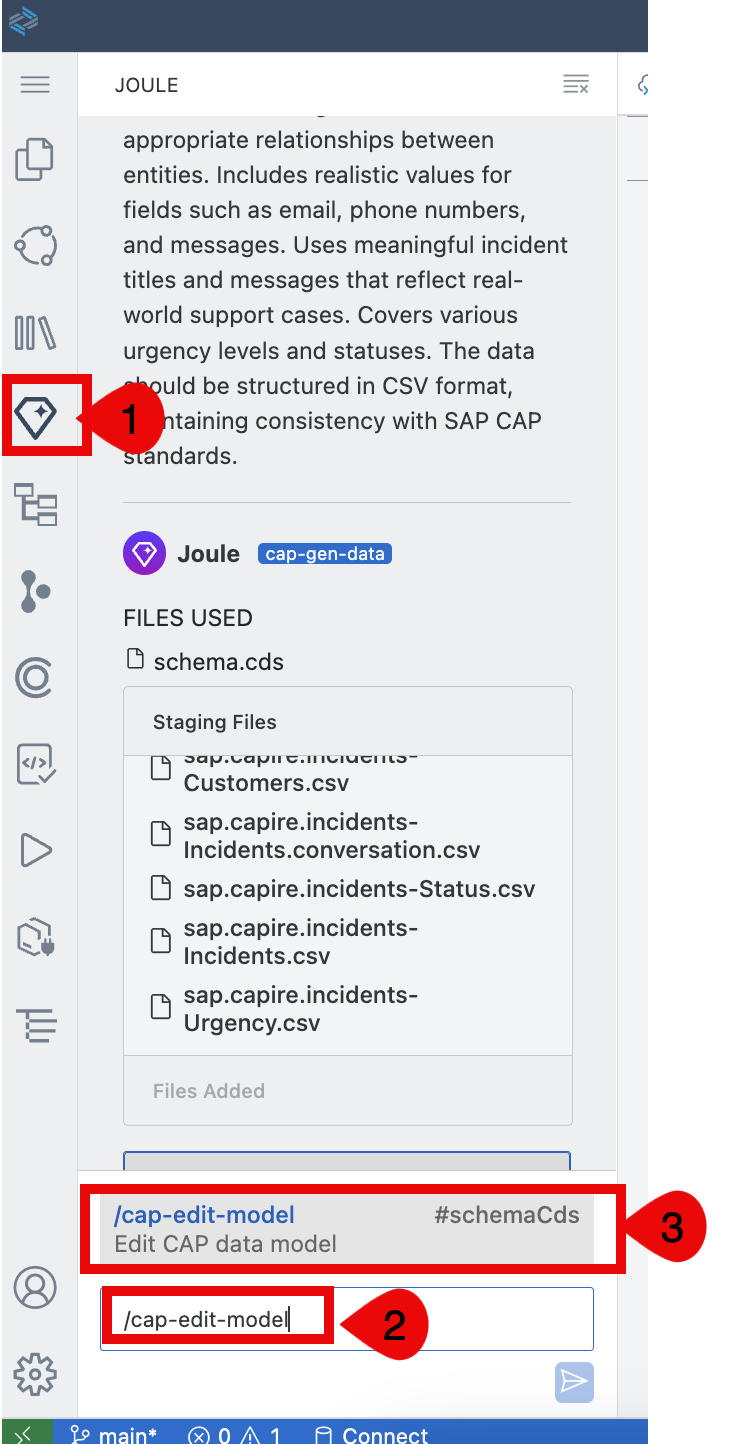 JOULE
appropriate relationships between
entities. Includes realistic values for
fields such as email, phone numbers,
and messages. Uses meaningful incident
titles and messages that reflect real-
world support cases. Covers various
urgency levels and statuses. The data
should be structured in CSV format,
1
ntaining consistency with SAP CAP
standards.
Joule cap-gen-data
FILES USED
schema.cds
Staging Files
sap.capire.incidents-
Customers.csv
sap.capire.incidents-
Incidents.conversation.csv
sap.capire.incidents-Status.csv
sap.capire.incidents-
Incidents.csv
sap.capire.incidents-
Urgency.csv
Files Added
/cap-edit-model #schemaCds
Edit CAP data model
3
/cap-edit-model
2
main* 0 1 Connect